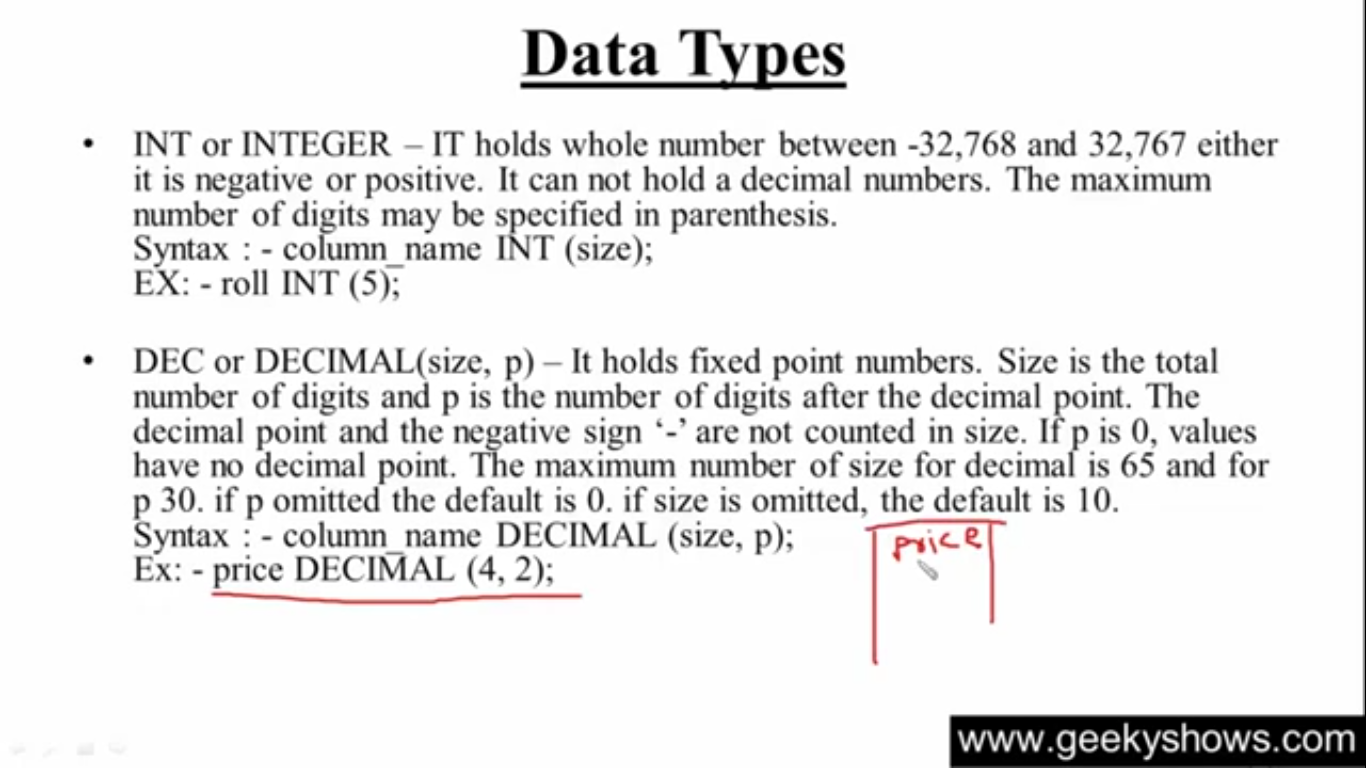 Data Types
• INT or INTEGER – IT holds whole number between -32,768 and 32,767 either
it is negative or positive. It can not hold a decimal numbers. The maximum
number of digits may be specified in parenthesis.
Syntax : - column_name INT (size);
EX: - roll INT (5);
• DEC or DECIMAL(size, p) – It holds fixed point numbers. Size is the total
number of digits and p is the number of digits after the decimal point. The
decimal point and the negative sign ‘-’ are not counted in size. If p is 0, values
have no decimal point. The maximum number of size for decimal is 65 and for
p 30. if p omitted the default is 0. if size is omitted, the default is 10.
Syntax : - column_name DECIMAL (size, p);
Ex: - price DECIMAL (4, 2);
price
www.geekyshows.com